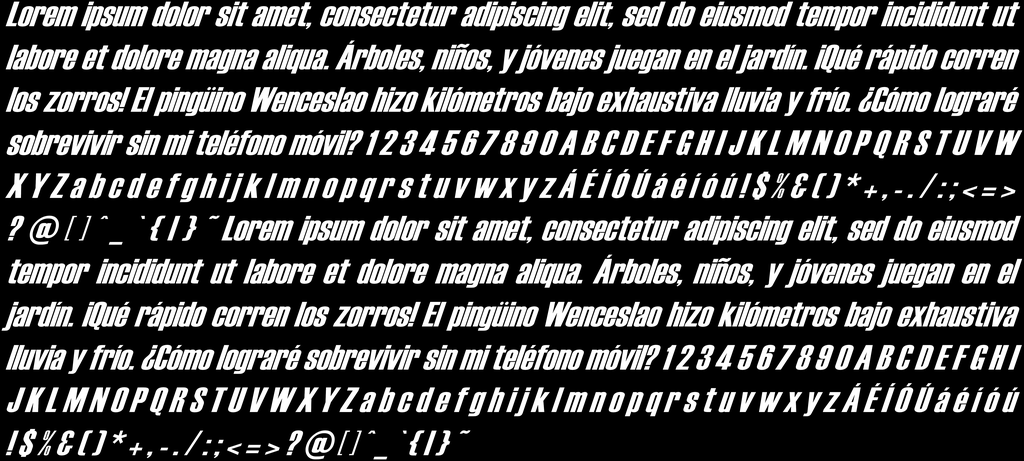 Lorem ipsum dolor sit amet, consectetur adipiscing elit, sed do eiusmod tempor incididunt ut
labore et dolore magna aliqua. Árboles, niños, y jóvenes juegan en el jardín. ¡Qué rápido corren
los zorros! El pingüino Wenceslao hizo kilómetros bajo exhaustiva lluvia y frío. ¿Cómo lograré
sobrevivir sin mi teléfono móvil? 1 2 3 4 5 6 7 8 9 0 A B C D E F G H I J K L M N O P Q R S T U V W
X Y Z a b c d e f g h i j k l m n o p q r s t u v w x y z Á É Í Ó Ú á é í ó ú ! $ % & ( ) * + , - . / : ; < = >
? @ [ ] ^ _ ` { | } ~ Lorem ipsum dolor sit amet, consectetur adipiscing elit, sed do eiusmod
tempor incididunt ut labore et dolore magna aliqua. Árboles, niños, y jóvenes juegan en el
jardín. ¡Qué rápido corren los zorros! El pingüino Wenceslao hizo kilómetros bajo exhaustiva
lluvia y frío. ¿Cómo lograré sobrevivir sin mi teléfono móvil? 1 2 3 4 5 6 7 8 9 0 A B C D E F G H I
J K L M N O P Q R S T U V W X Y Z a b c d e f g h i j k l m n o p q r s t u v w x y z Á É Í Ó Ú á é í ó ú
! $ % & ( ) * + , - . / : ; < = > ? @ [ ] ^ _ ` { | } ~